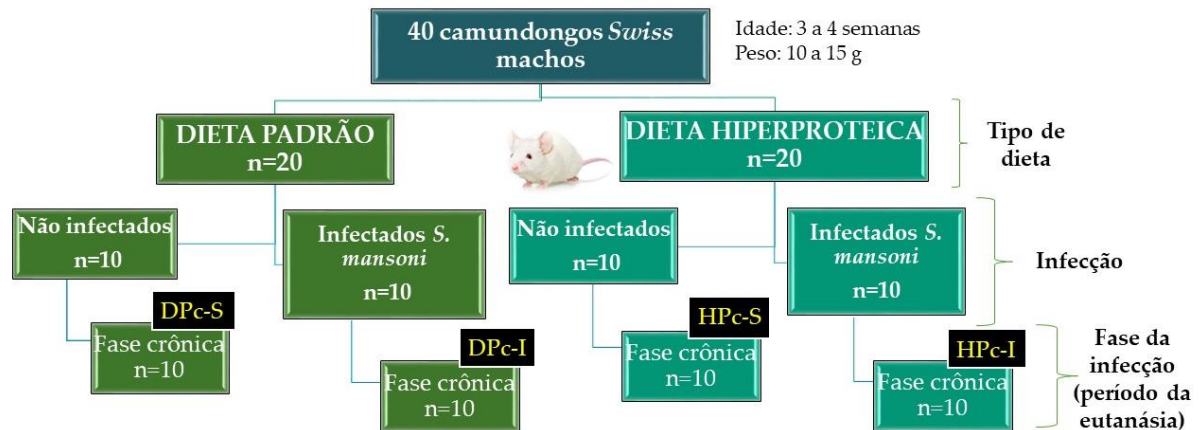 40 camundongos Swiss
machos
Idade: 3 a 4 semanas
Peso: 10 a 15 g
DIETA PADRÃO
n=20
DIETA HIPERPROTEICA
n=20
Tipo de
dieta
Não infectados
n=10
Infectados S.
mansoni
n=10
Não infectados
n=10
Infectados S.
mansoni
n=10
Infecção
DPc-S
Fase crônica
n=10
DPc-I
Fase crônica
n=10
HPc-S
Fase crônica
n=10
HPc-I
Fase crônica
n=10
Fase da
infecção
(período da
eutanásia)